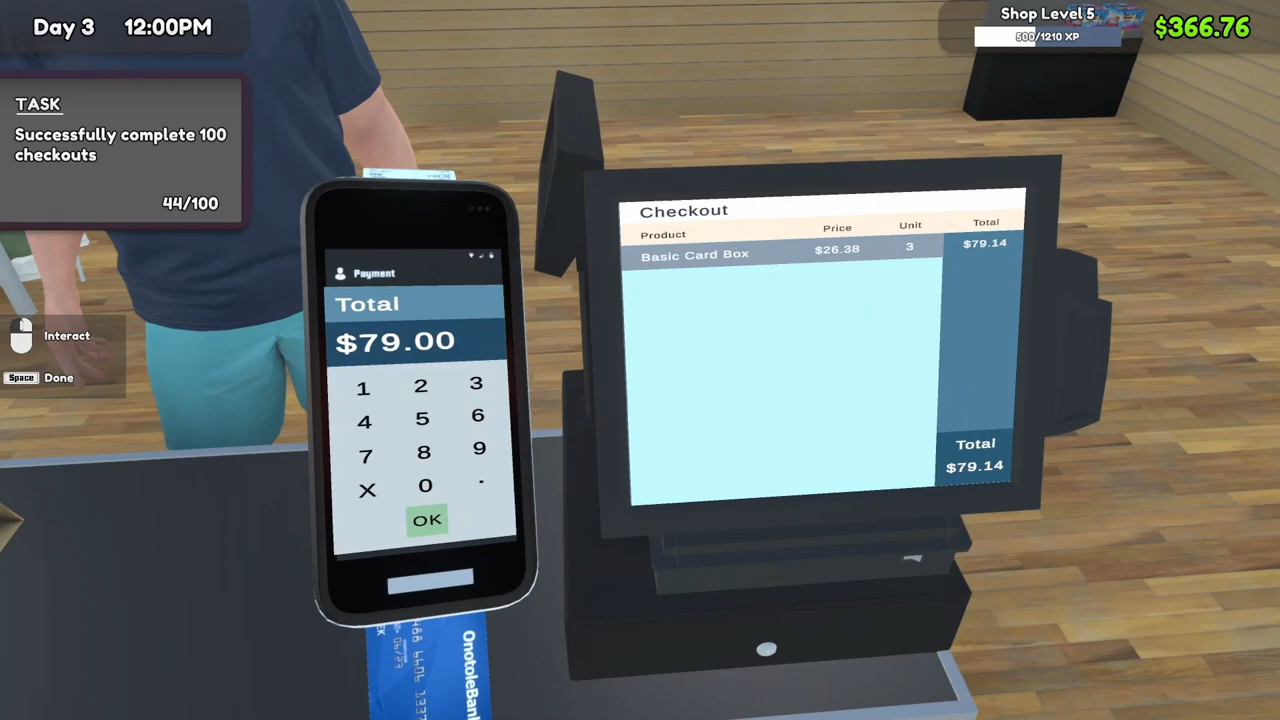 Day 3 12:00PM
Shop Level 5
500/1210 XP
$366.76
TASK
Successfully complete 100
checkouts
44/100
Interact
Space Done
Payment
Total
$79.00
1 2 3
4 5 6
7 8 9
X 0 .
OK
Checkout
Product Price Unit Total
Basic Card Box $26.38 3 $79.14
Total
$79.14
OnotoleBank
06/23